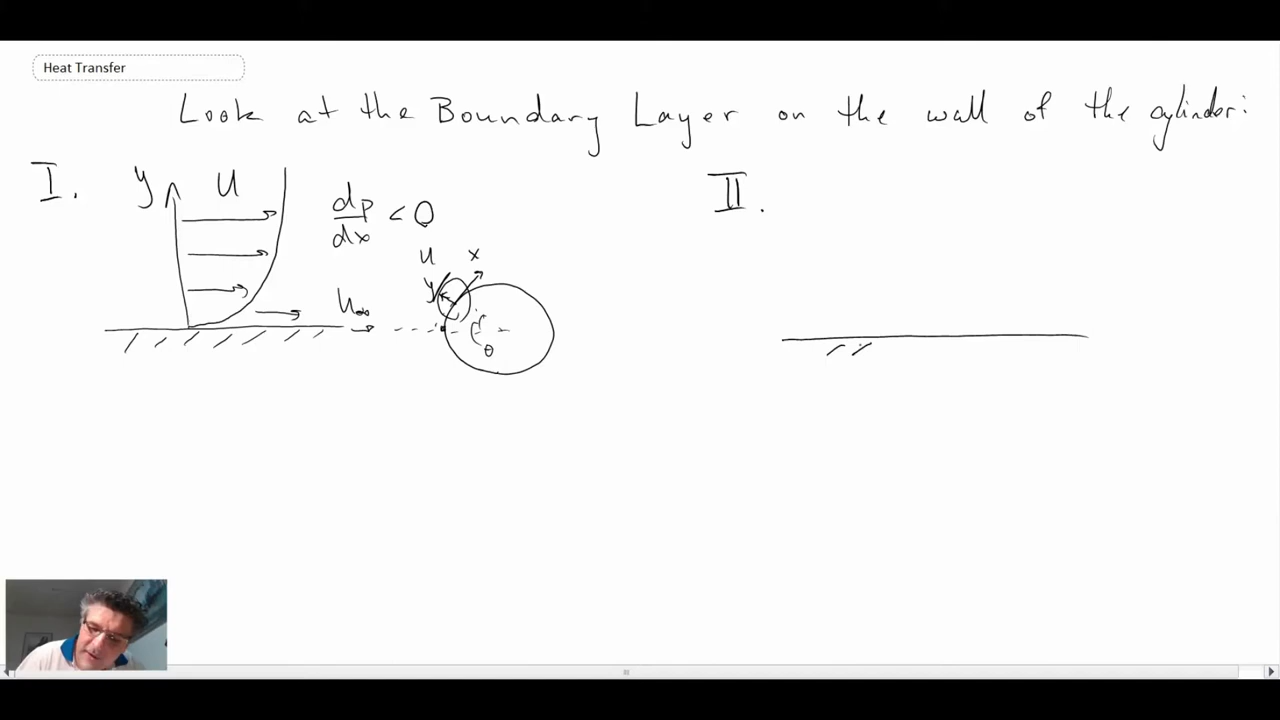 Heat Transfer
Look at the Boundary Layer on the wall of the cylinder:
I.
y U
dp/dx < 0
u x
y
U∞
θ
II.